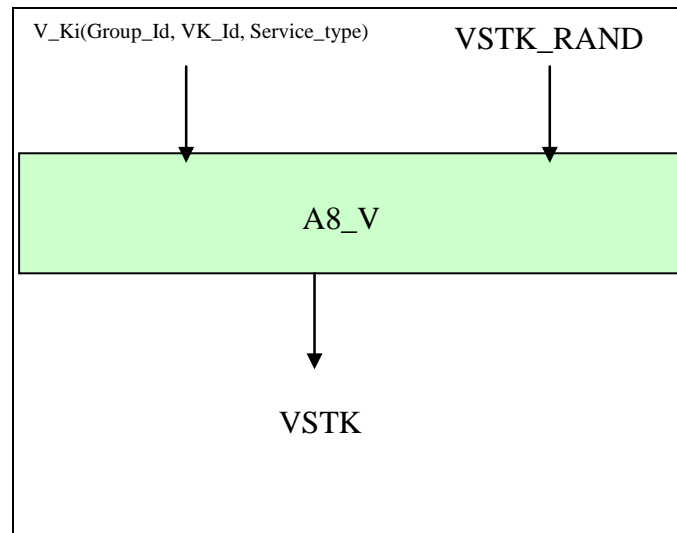 V_Ki(Group_Id, VK_Id, Service_type)
VSTK_RAND
A8_V
VSTK